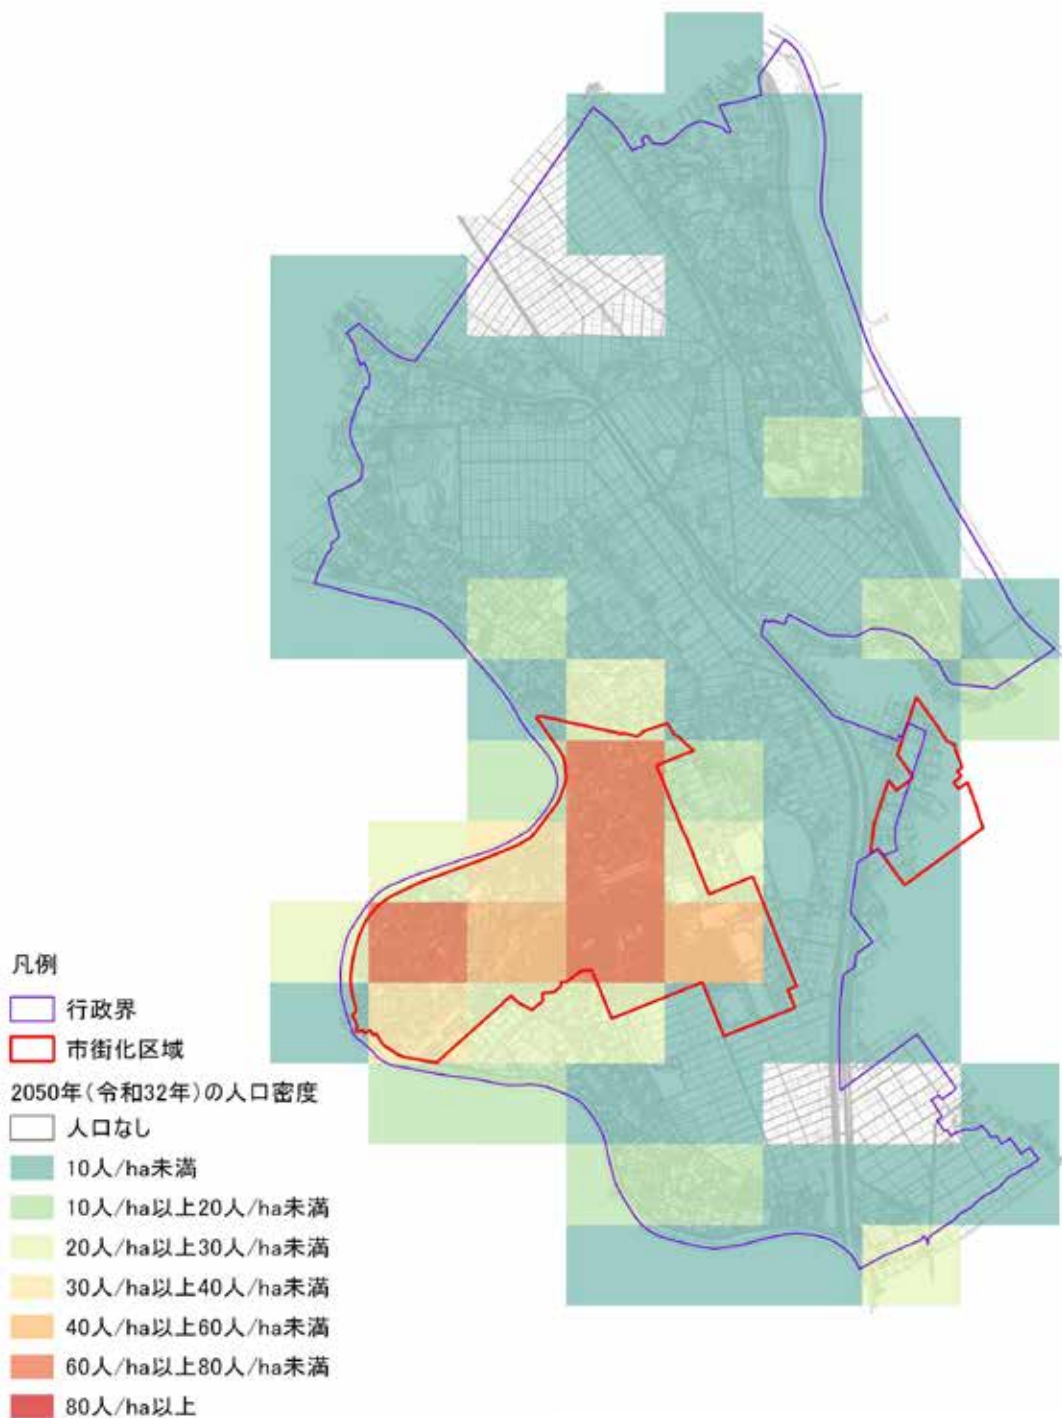 凡例
行政界
市街化区域
2050年(令和32年)の人口密度
人口なし
10人/ha未満
10人/ha以上20人/ha未満
20人/ha以上30人/ha未満
30人/ha以上40人/ha未満
40人/ha以上60人/ha未満
60人/ha以上80人/ha未満
80人/ha以上